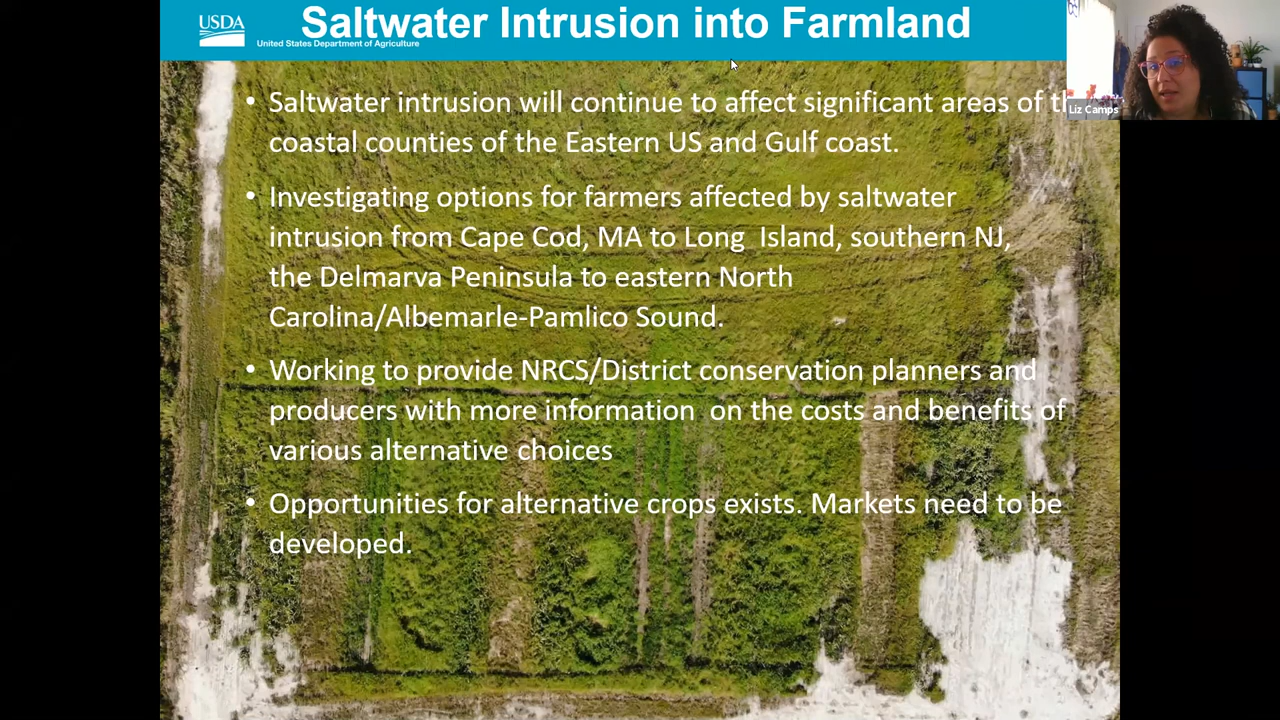 USDA
Saltwater Intrusion into Farmland
United States Department of Agriculture
Liz Camps
• Saltwater intrusion will continue to affect significant areas of
coastal counties of the Eastern US and Gulf coast.
• Investigating options for farmers affected by saltwater
intrusion from Cape Cod, MA to Long Island, southern NJ,
the Delmarva Peninsula to eastern North
Carolina/Albemarle-Pamlico Sound.
• Working to provide NRCS/District conservation planners and
producers with more information on the costs and benefits of
various alternative choices
• Opportunities for alternative crops exists. Markets need to be
developed.